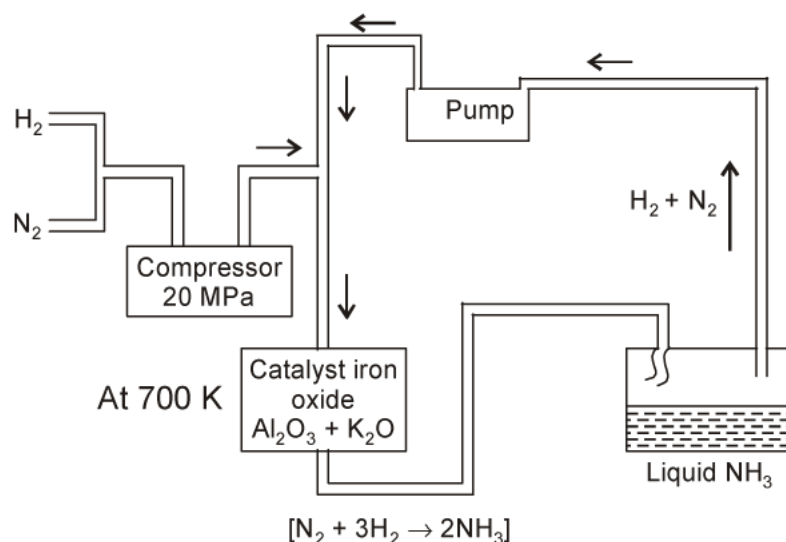 Pump
H₂
N₂
H₂ + N₂
Compressor
20 MPa
At 700 K
Catalyst iron
oxide
Al₂O₃ + K₂O
Liquid NH₃
[N₂ + 3H₂ → 2NH₃]